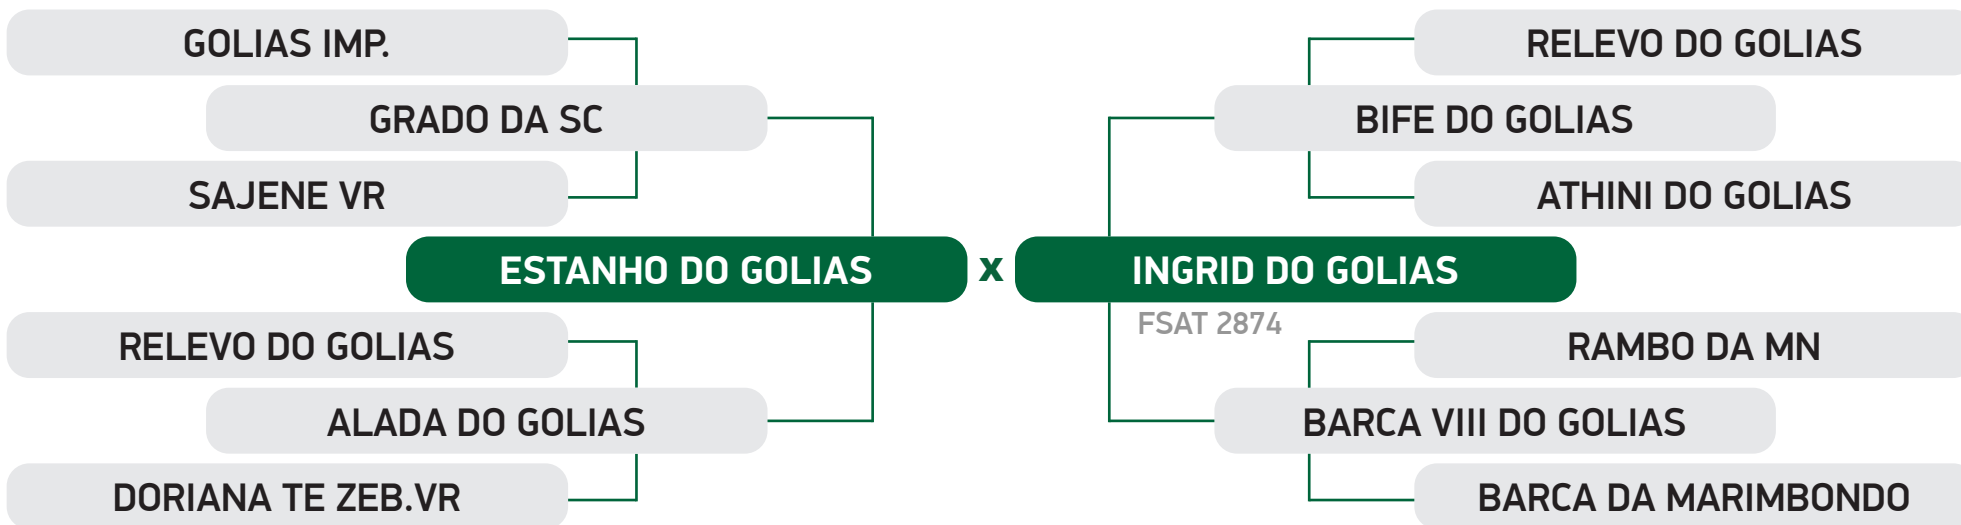 GOLIAS IMP.
RELEVO DO GOLIAS
GRADO DA SC
BIFE DO GOLIAS
SAJENE VR
ATHINI DO GOLIAS
ESTANHO DO GOLIAS x INGRID DO GOLIAS
FSAT 2874
RELEVO DO GOLIAS
RAMBO DA MN
ALADA DO GOLIAS
BARCA VIII DO GOLIAS
DORIANA TE ZEB.VR
BARCA DA MARIMBONDO